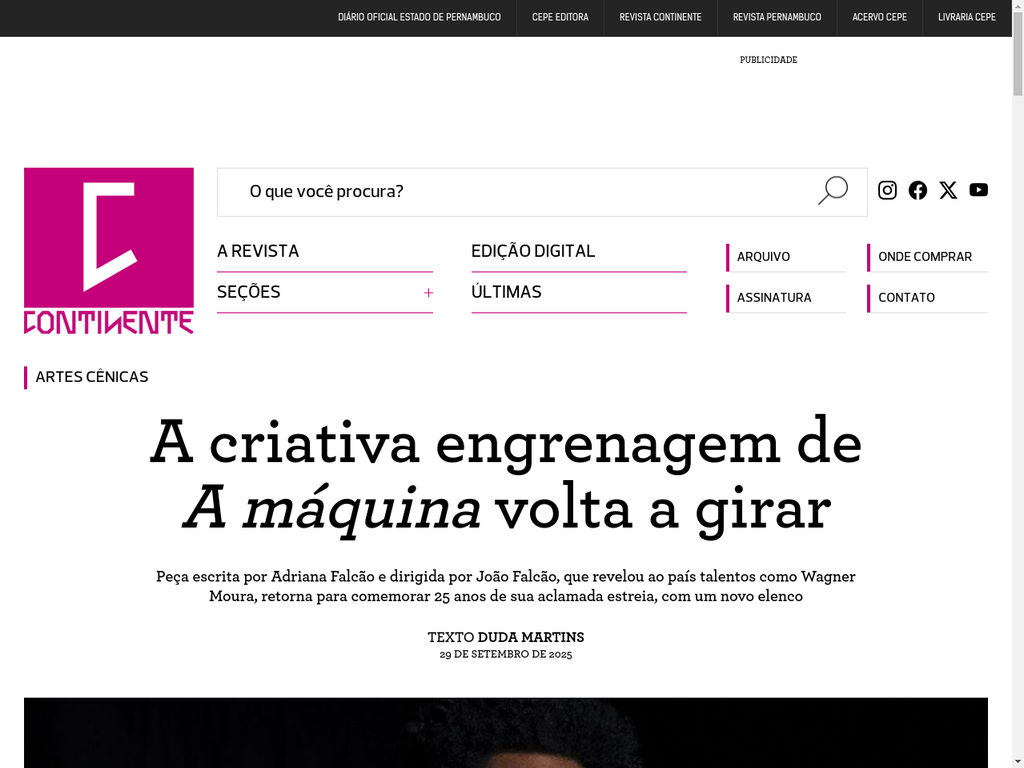 DIÁRIO OFICIAL ESTADO DE PERNAMBUCO
CEPE EDITORA
REVISTA CONTINENTE
REVISTA PERNAMBUCO
ACERVO CEPE
LIVRARIA CEPE
PUBLICIDADE
CONTINENTE
O que você procura?
A REVISTA
EDIÇÃO DIGITAL
ARQUIVO
ONDE COMPRAR
SEÇÕES +
ÚLTIMAS
ASSINATURA
CONTATO
ARTES CÊNICAS
A criativa engrenagem de
A máquina volta a girar
Peça escrita por Adriana Falcão e dirigida por João Falcão, que revelou ao país talentos como Wagner
Moura, retorna para comemorar 25 anos de sua aclamada estreia, com um novo elenco
TEXTO DUDA MARTINS
29 DE SETEMBRO DE 2025